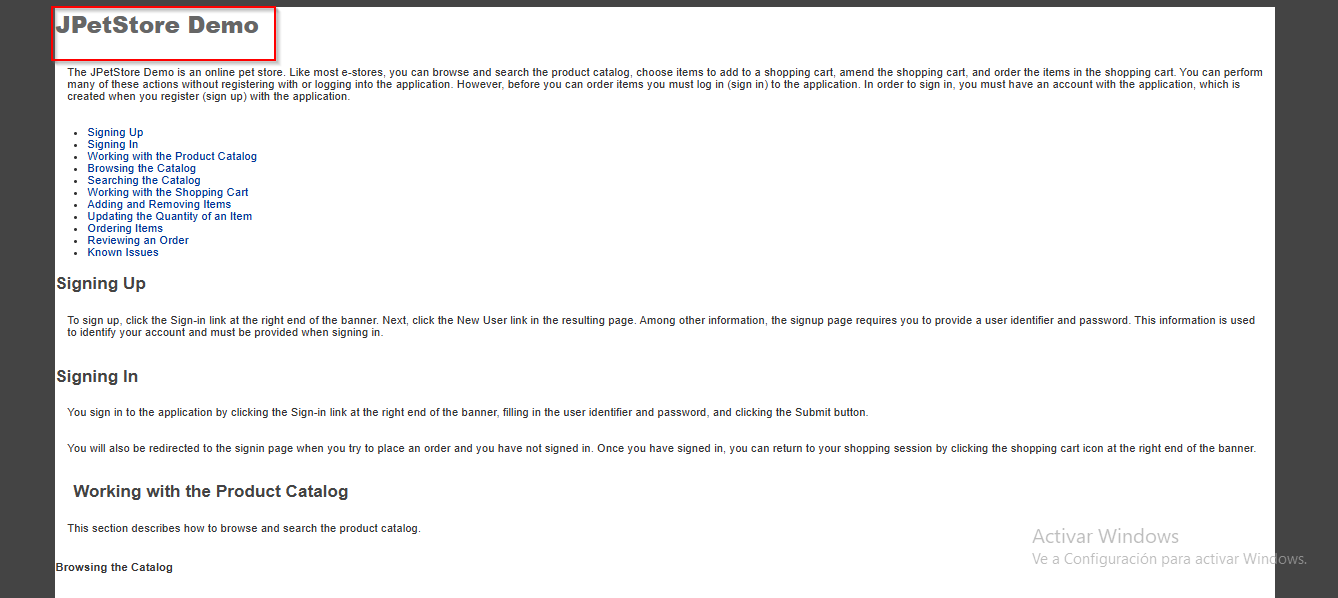 JPetStore Demo
The JPetStore Demo is an online pet store. Like most e-stores, you can browse and search the product catalog, choose items to add to a shopping cart, amend the shopping cart, and order the items in the shopping cart. You can perform
many of these actions without registering with or logging into the application. However, before you can order items you must log in (sign in) to the application. In order to sign in, you must have an account with the application, which is
created when you register (sign up) with the application.
• Signing Up
• Signing In
• Working with the Product Catalog
• Browsing the Catalog
• Searching the Catalog
• Working with the Shopping Cart
• Adding and Removing Items
• Updating the Quantity of an Item
• Ordering Items
• Reviewing an Order
• Known Issues
Signing Up
To sign up, click the Sign-in link at the right end of the banner. Next, click the New User link in the resulting page. Among other information, the signup page requires you to provide a user identifier and password. This information is used
to identify your account and must be provided when signing in.
Signing In
You sign in to the application by clicking the Sign-in link at the right end of the banner, filling in the user identifier and password, and clicking the Submit button.
You will also be redirected to the signin page when you try to place an order and you have not signed in. Once you have signed in, you can return to your shopping session by clicking the shopping cart icon at the right end of the banner.
Working with the Product Catalog
This section describes how to browse and search the product catalog.
Browsing the Catalog
Activar Windows
Ve a Configuración para activar Windows.